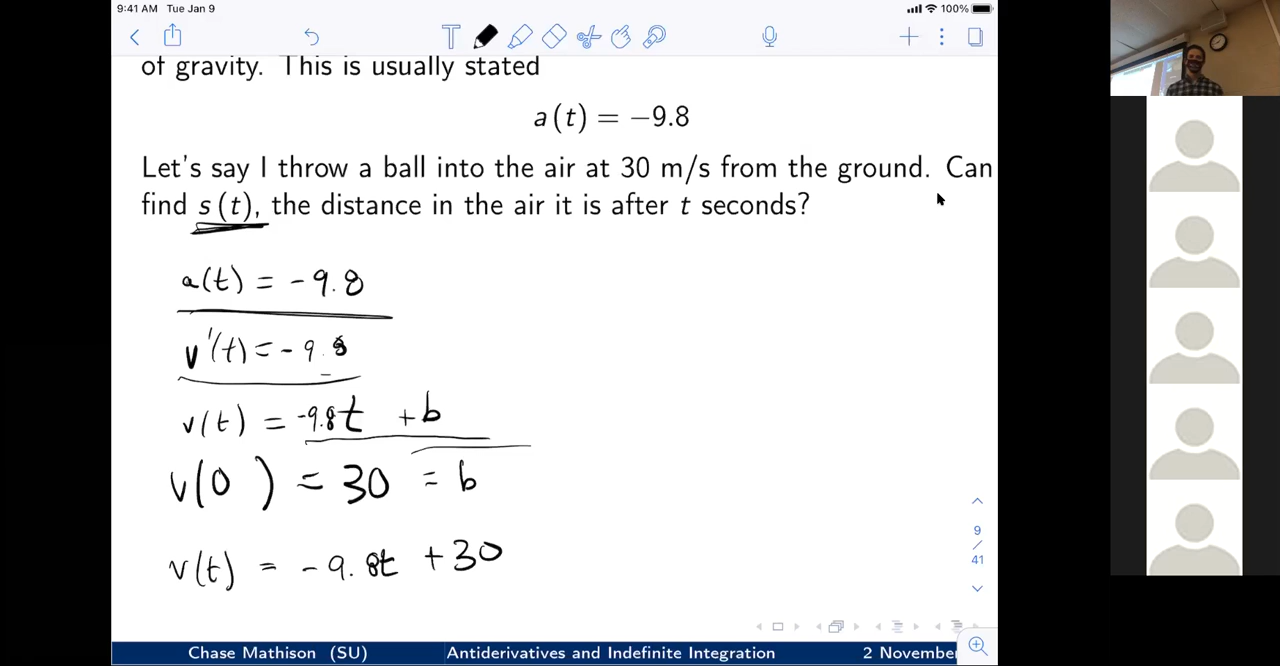 9:41 AM Tue Jan 9
100%
of gravity. This is usually stated
a(t) = −9.8
Let's say I throw a ball into the air at 30 m/s from the ground. Can
find s(t), the distance in the air it is after t seconds?
a(t) = -9.8
v'(t) = -9.8
v(t) = -9.8t + b
v(0) = 30 = b
v(t) = -9.8t + 30
9
/
41
Chase Mathison (SU) Antiderivatives and Indefinite Integration 2 November